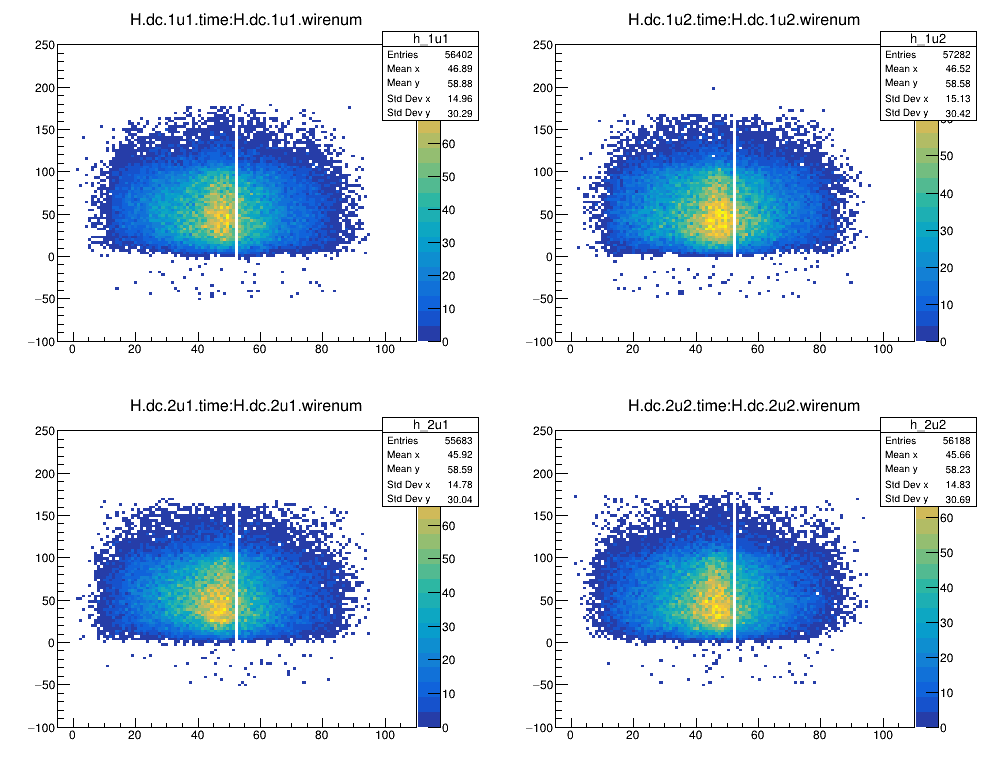 H.dc.1u1.time:H.dc.1u1.wirenum
h_1u1
Entries 56402
Mean x 46.89
Mean y 58.88
Std Dev x 14.96
Std Dev y 30.29
250
200
150
100
50
0
−50
−100
0 20 40 60 80 100
60
50
40
30
20
10
0
H.dc.1u2.time:H.dc.1u2.wirenum
h_1u2
Entries 57282
Mean x 46.52
Mean y 58.58
Std Dev x 15.13
Std Dev y 30.42
250
200
150
100
50
0
−50
−100
0 20 40 60 80 100
50
40
30
20
10
0
H.dc.2u1.time:H.dc.2u1.wirenum
h_2u1
Entries 55683
Mean x 45.92
Mean y 58.59
Std Dev x 14.78
Std Dev y 30.04
250
200
150
100
50
0
−50
−100
0 20 40 60 80 100
60
50
40
30
20
10
0
H.dc.2u2.time:H.dc.2u2.wirenum
h_2u2
Entries 56188
Mean x 45.66
Mean y 58.23
Std Dev x 14.83
Std Dev y 30.69
250
200
150
100
50
0
−50
−100
0 20 40 60 80 100
60
50
40
30
20
10
0